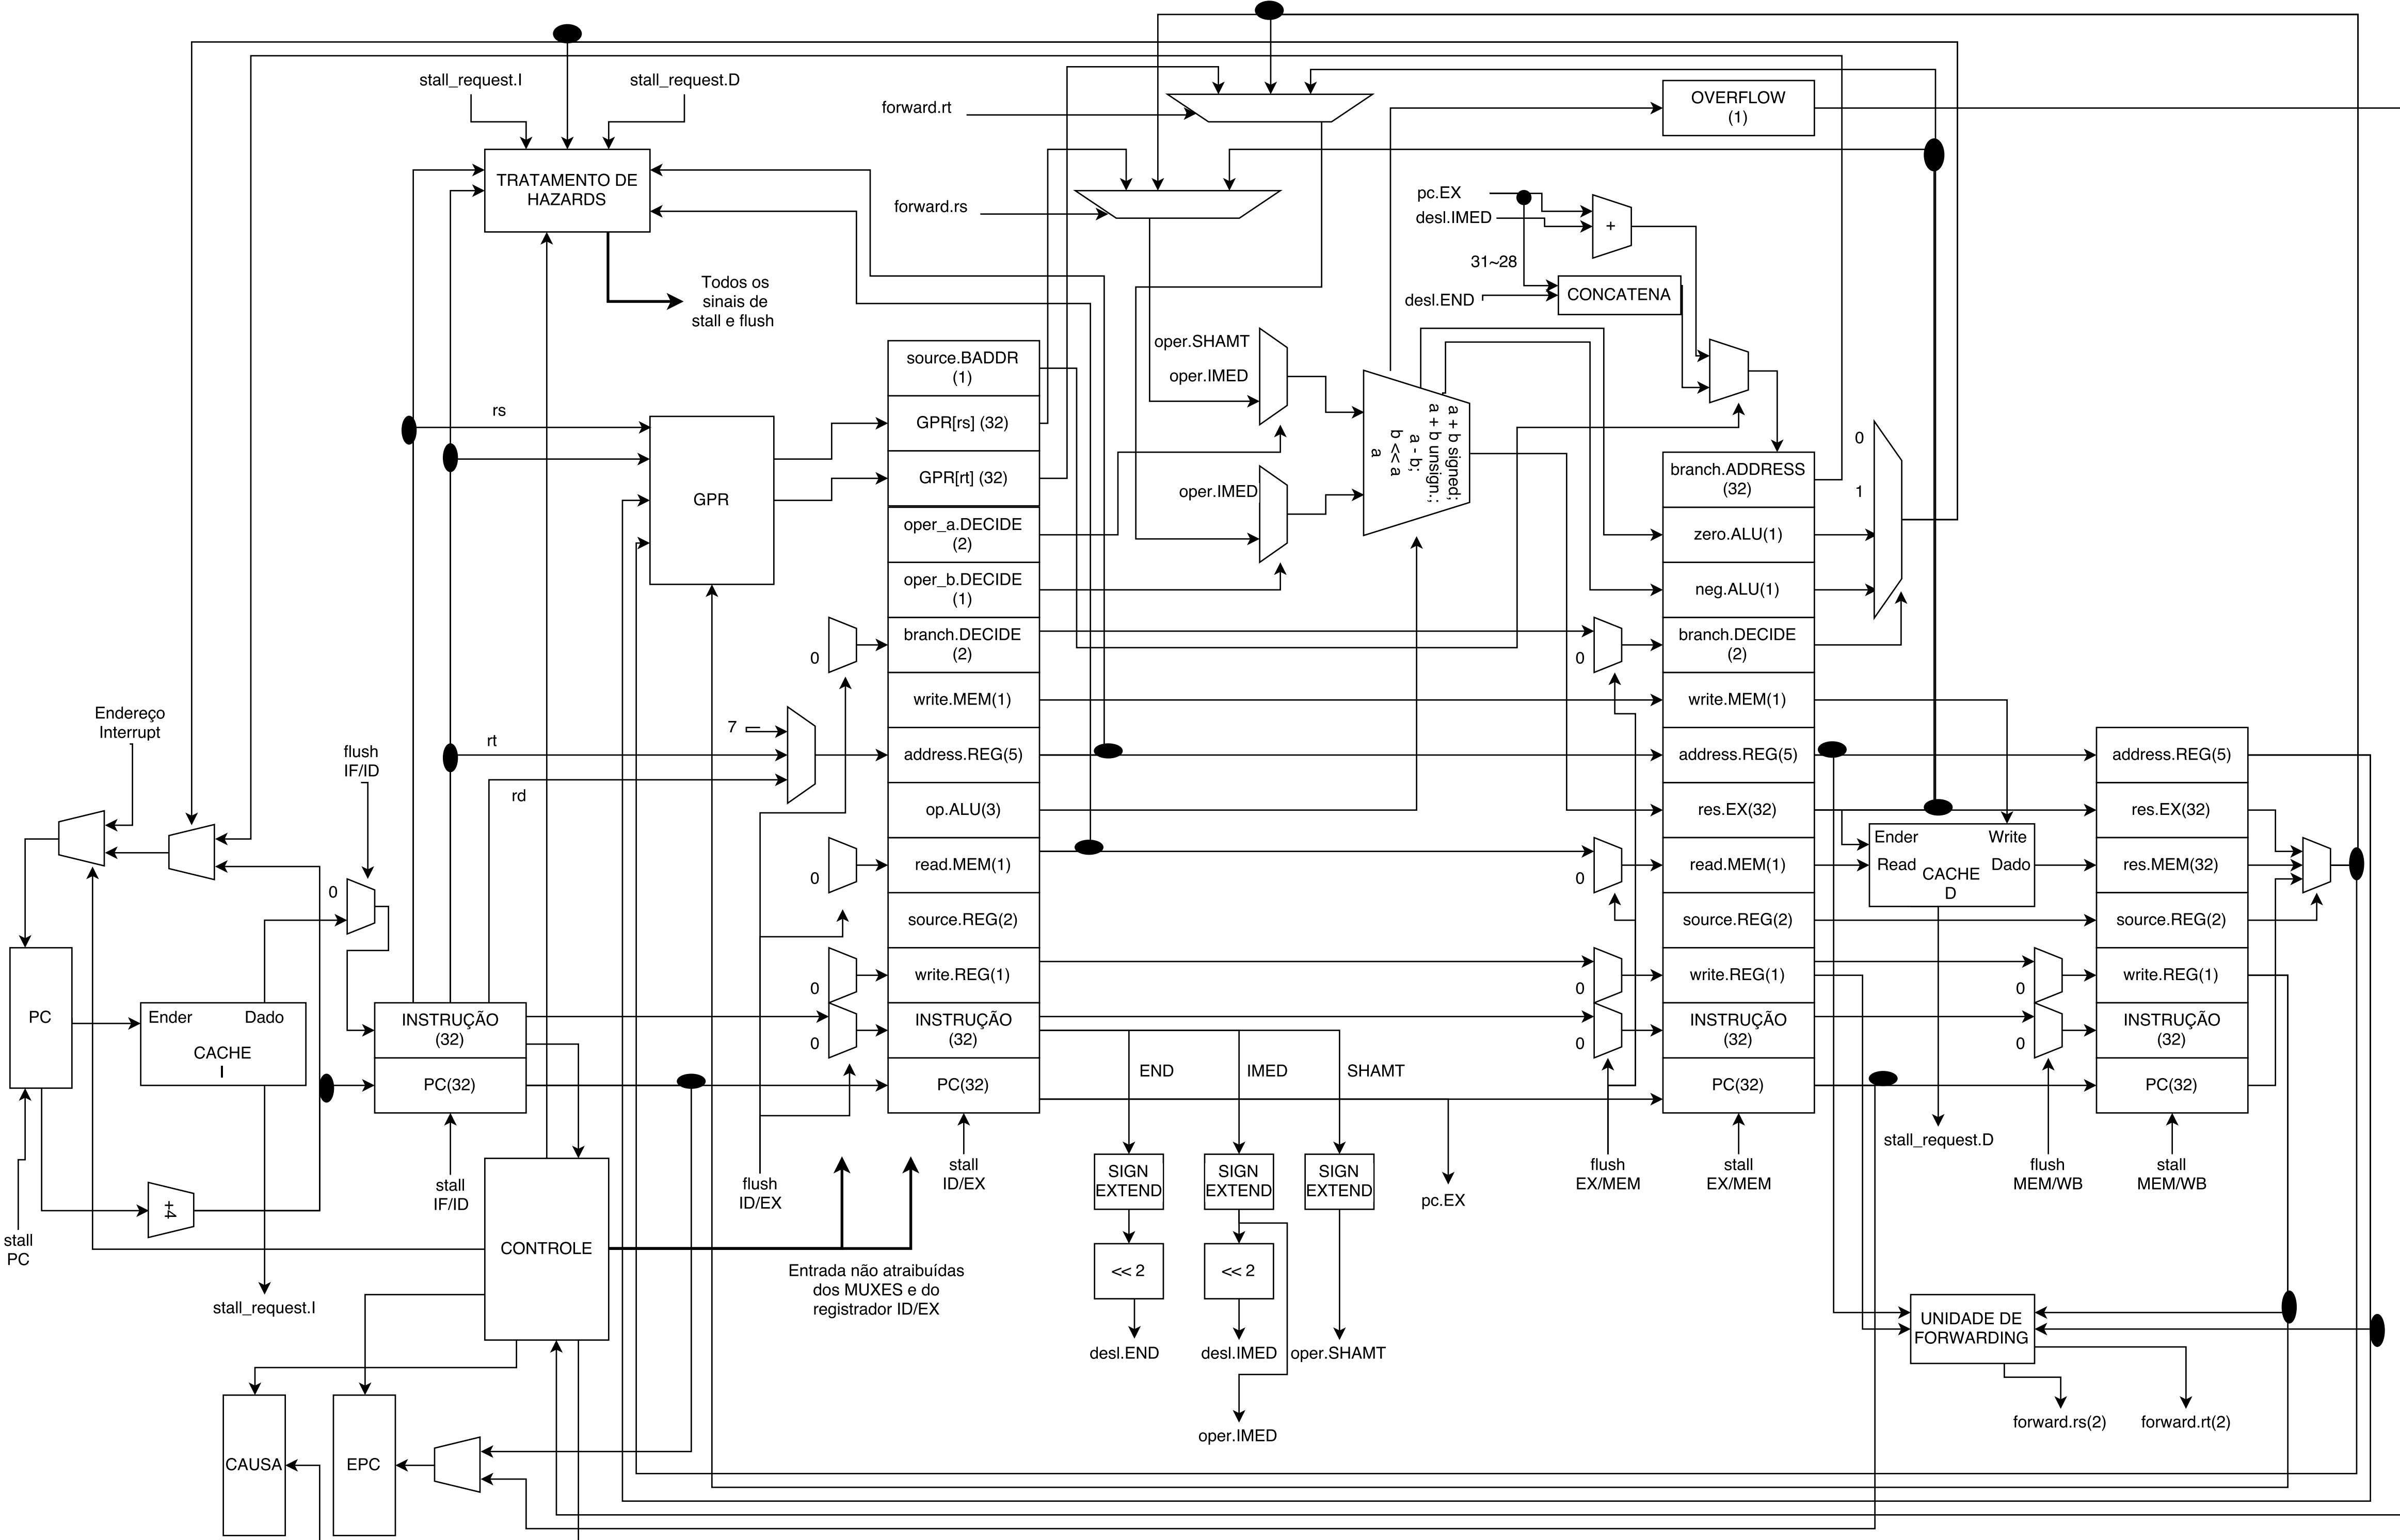 stall_request.I
stall_request.D
TRATAMENTO DE
HAZARDS
Todos os
sinais de
stall e flush
forward.rt
forward.rs
OVERFLOW
(1)
pc.EX
desl.IMED
+
31~28
desl.END
CONCATENA
oper.SHAMT
oper.IMED
oper.IMED
a + b signed;
a + b unsign.;
a - b;
b << a
a
rs
GPR
source.BADDR
(1)
GPR[rs] (32)
GPR[rt] (32)
oper_a.DECIDE
(2)
oper_b.DECIDE
(1)
branch.DECIDE
(2)
write.MEM(1)
address.REG(5)
op.ALU(3)
read.MEM(1)
source.REG(2)
write.REG(1)
INSTRUÇÃO
(32)
PC(32)
0
7
0
0
0
rt
rd
branch.ADDRESS
(32)
zero.ALU(1)
neg.ALU(1)
branch.DECIDE
(2)
write.MEM(1)
address.REG(5)
res.EX(32)
read.MEM(1)
source.REG(2)
write.REG(1)
INSTRUÇÃO
(32)
PC(32)
0
0
0
0
0
1
Ender
Write
Read
Dado
CACHE
D
address.REG(5)
res.EX(32)
res.MEM(32)
source.REG(2)
write.REG(1)
INSTRUÇÃO
(32)
PC(32)
0
0
Endereço
Interrupt
flush
IF/ID
0
PC
Ender
Dado
CACHE
I
INSTRUÇÃO
(32)
PC(32)
+4
stall
PC
stall_request.I
stall
IF/ID
CONTROLE
flush
ID/EX
stall
ID/EX
Entrada não atraibuídas
dos MUXES e do
registrador ID/EX
END
IMED
SHAMT
SIGN
EXTEND
SIGN
EXTEND
SIGN
EXTEND
<< 2
<< 2
desl.END
desl.IMED
oper.SHAMT
oper.IMED
pc.EX
flush
EX/MEM
stall
EX/MEM
stall_request.D
flush
MEM/WB
stall
MEM/WB
UNIDADE DE
FORWARDING
forward.rs(2)
forward.rt(2)
CAUSA
EPC